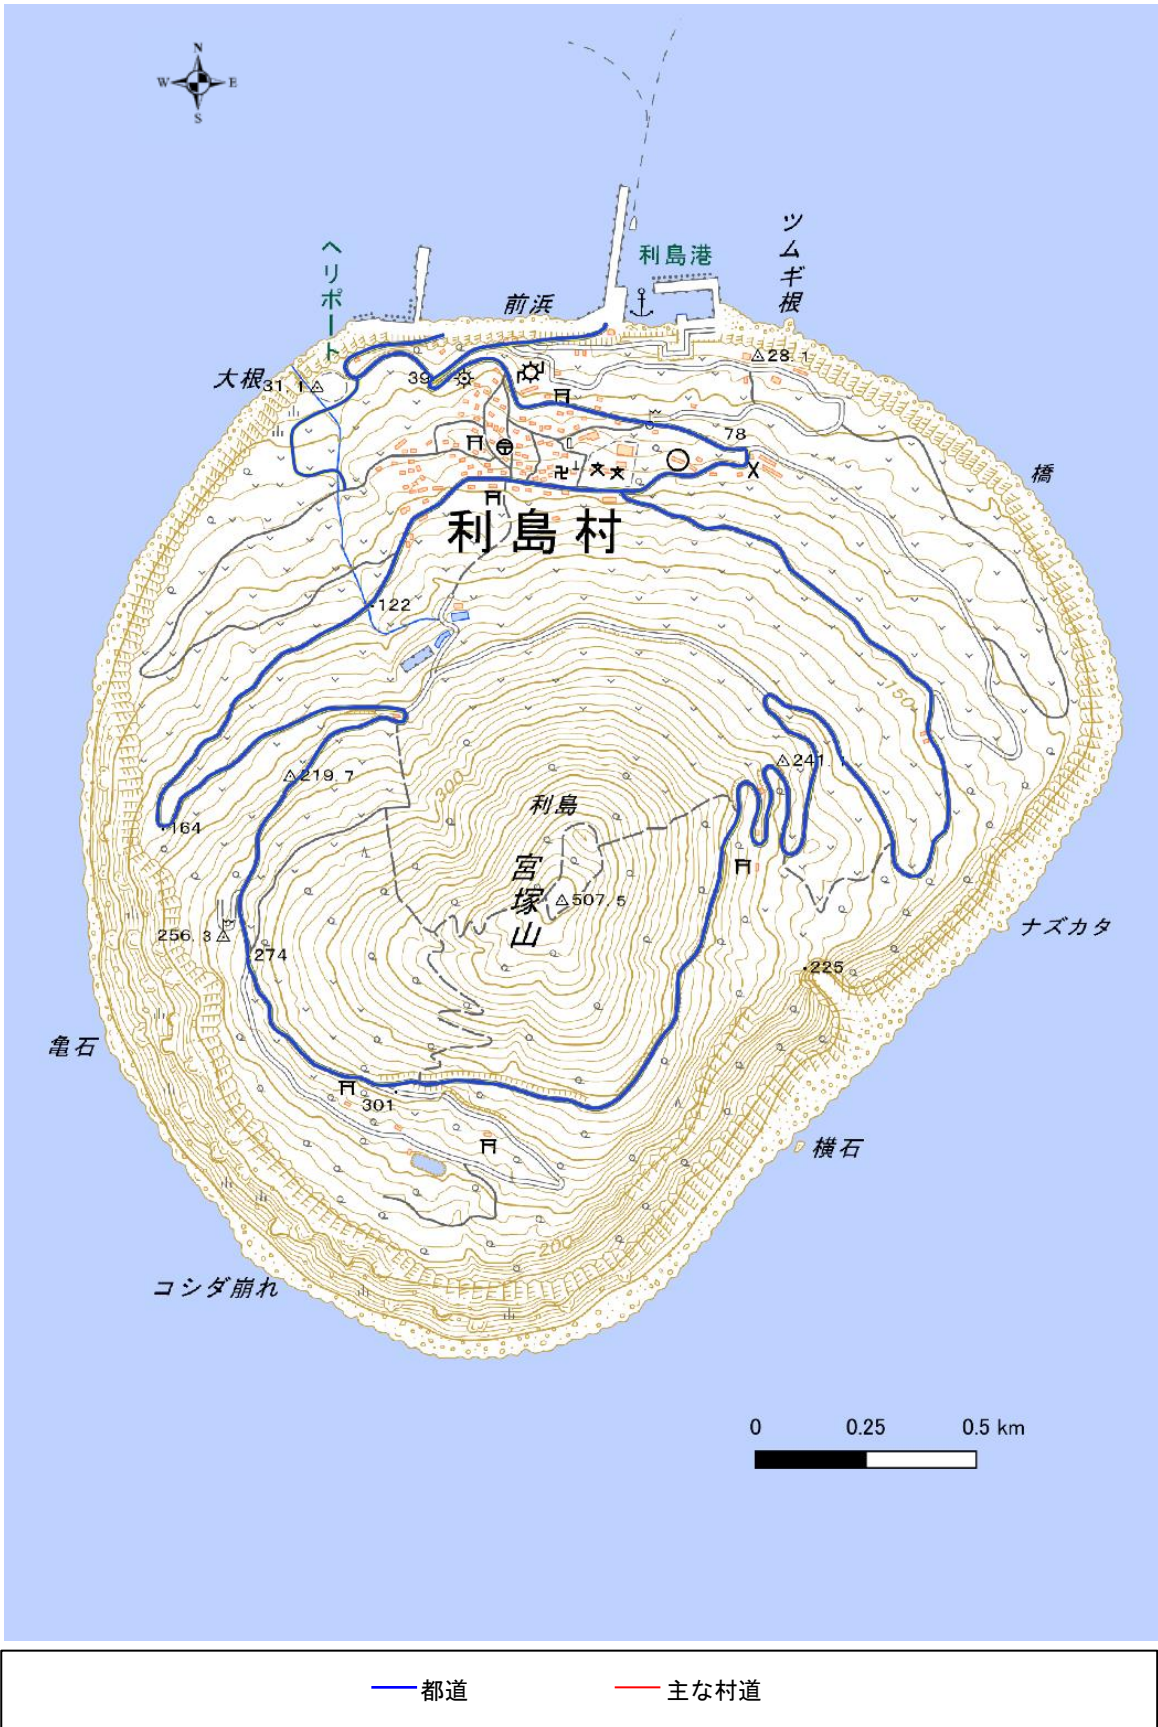 N
W E
S
ヘリポート
利島港
ツムギ根
前浜
大根
31.1
39
28.1
78
橋
利島村
122
150
241.1
219.7
300
利島
164
宮塚山
507.5
256.3
274
ナズカタ
225
亀石
301
横石
200
コシダ崩れ
0 0.25 0.5 km
都道 主な村道